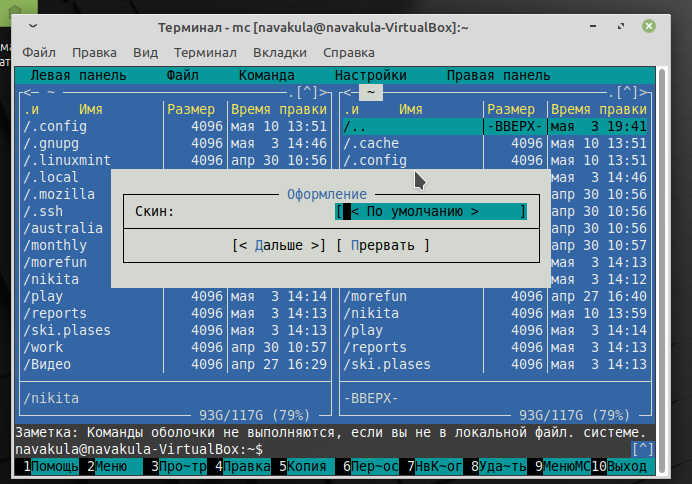 Терминал - mc [navakula@navakula-VirtualBox]:~
Файл Правка Вид Терминал Вкладки Справка
Левая панель Файл Команда Настройки Правая панель
<─ ~ .[^]> <─ ~ .[^]>
.и Имя Размер Время правки .и Имя Размер Время правки
/.config 4096 мая 10 13:51 /.. -ВВЕРХ- мая 3 19:41
/.gnupg 4096 мая 3 14:46 /.cache 4096 мая 10 13:51
/.linuxmint 4096 апр 30 10:56 /.config 4096 мая 10 13:51
/.local мая 3 14:46
/.mozilla апр 30 10:56
/.ssh апр 30 10:56
/australia апр 30 10:56
/monthly апр 30 10:57
/morefun мая 3 14:13
/nikita мая 3 14:12
Оформление
Скин: [ < По умолчанию > ]
[< Дальше >] [ Прервать ]
/play 4096 мая 3 14:14 /morefun 4096 апр 27 16:40
/reports 4096 мая 3 14:13 /nikita 4096 мая 10 13:59
/ski.plases 4096 мая 3 14:13 /play 4096 мая 3 14:14
/work 4096 апр 30 10:57 /reports 4096 мая 3 14:13
/Видео 4096 апр 27 16:29 /ski.plases 4096 мая 3 14:13
/nikita -ВВЕРХ-
93G/117G (79%) 93G/117G (79%)
Заметка: Команды оболочки не выполняются, если вы не в локальной файл. системе.
navakula@navakula-VirtualBox:~$ [^]
1Помощь 2Меню 3Про~тр 4Правка 5Копия 6Пер~ос 7НвК~ог 8Уда~ть 9МенюMC 10Выход